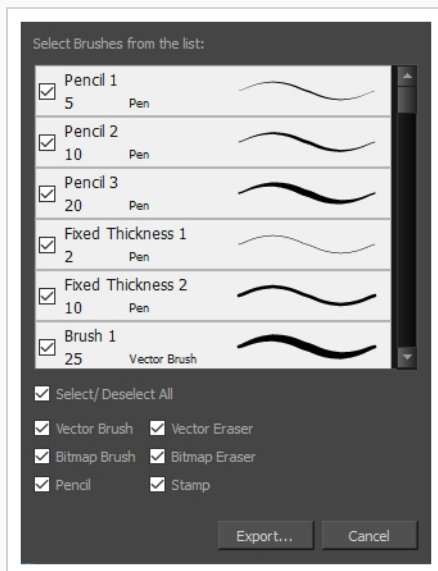 Select Brushes from the list:
Pencil 1
5 Pen
Pencil 2
10 Pen
Pencil 3
20 Pen
Fixed Thickness 1
2 Pen
Fixed Thickness 2
10 Pen
Brush 1
25 Vector Brush
Select/ Deselect All
Vector Brush Vector Eraser
Bitmap Brush Bitmap Eraser
Pencil Stamp
Export... Cancel